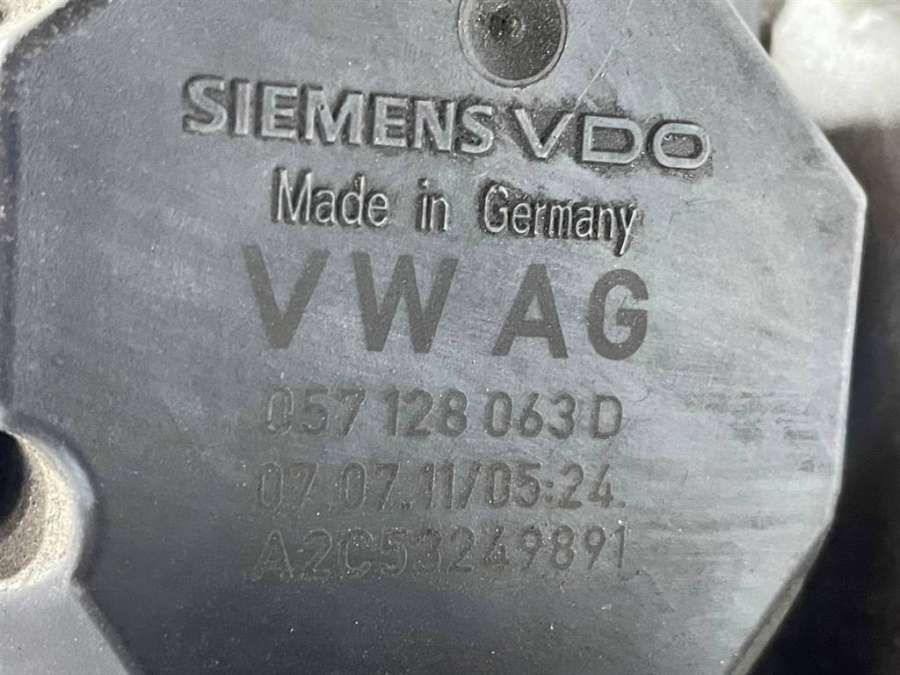 SIEMENS VDO
Made in Germany
VW AG
057 128 063 D
07.07.11/05:24
A2C53249891